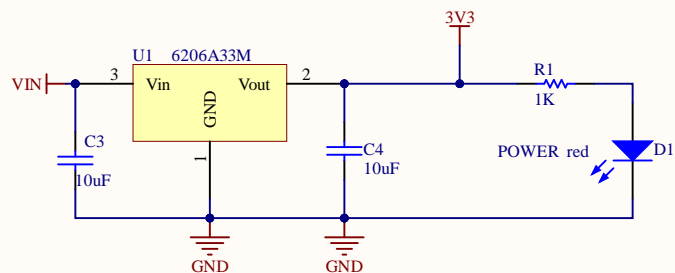 3V3
U1 6206A33M
VIN
3
Vin
Vout
2
GND
1
R1
1K
C3
10uF
C4
10uF
POWER red
D1
GND
GND